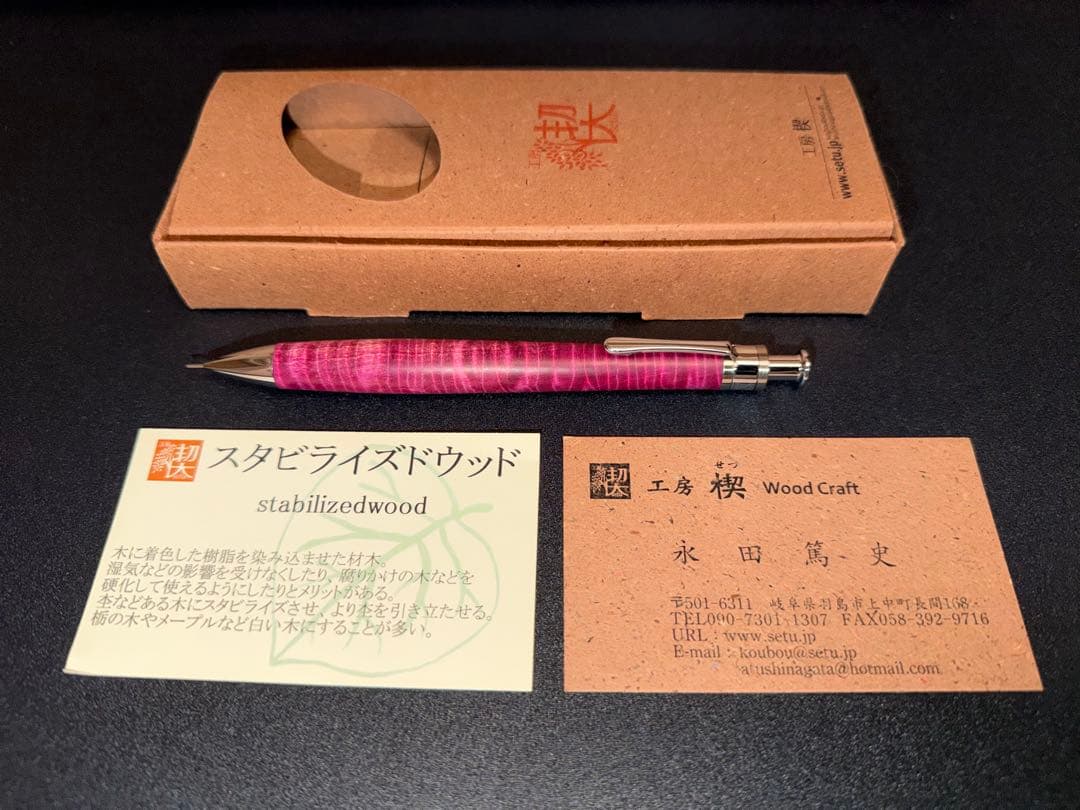 工房
楔
工房 楔
www.setu.jp
楔
スタビライズドウッド
stabilizedwood
木に着色した樹脂を染み込ませた材木。
湿気などの影響を受けなくしたり、腐りかけの木などを
硬化して使えるようにしたりとメリットがある。
杢などある木にスタビライズさせ、より杢を引き立たせる。
栃の木やメープルなど白い木にすることが多い。
楔
せつ
工房 楔 Wood Craft
永田篤史
〒501-6311 岐阜県羽島市上中町長間168-
TEL090-7301-1307 FAX058-392-9716
URL：www.setu.jp
E-mail：koubou@setu.jp
atushinagata@hotmail.com